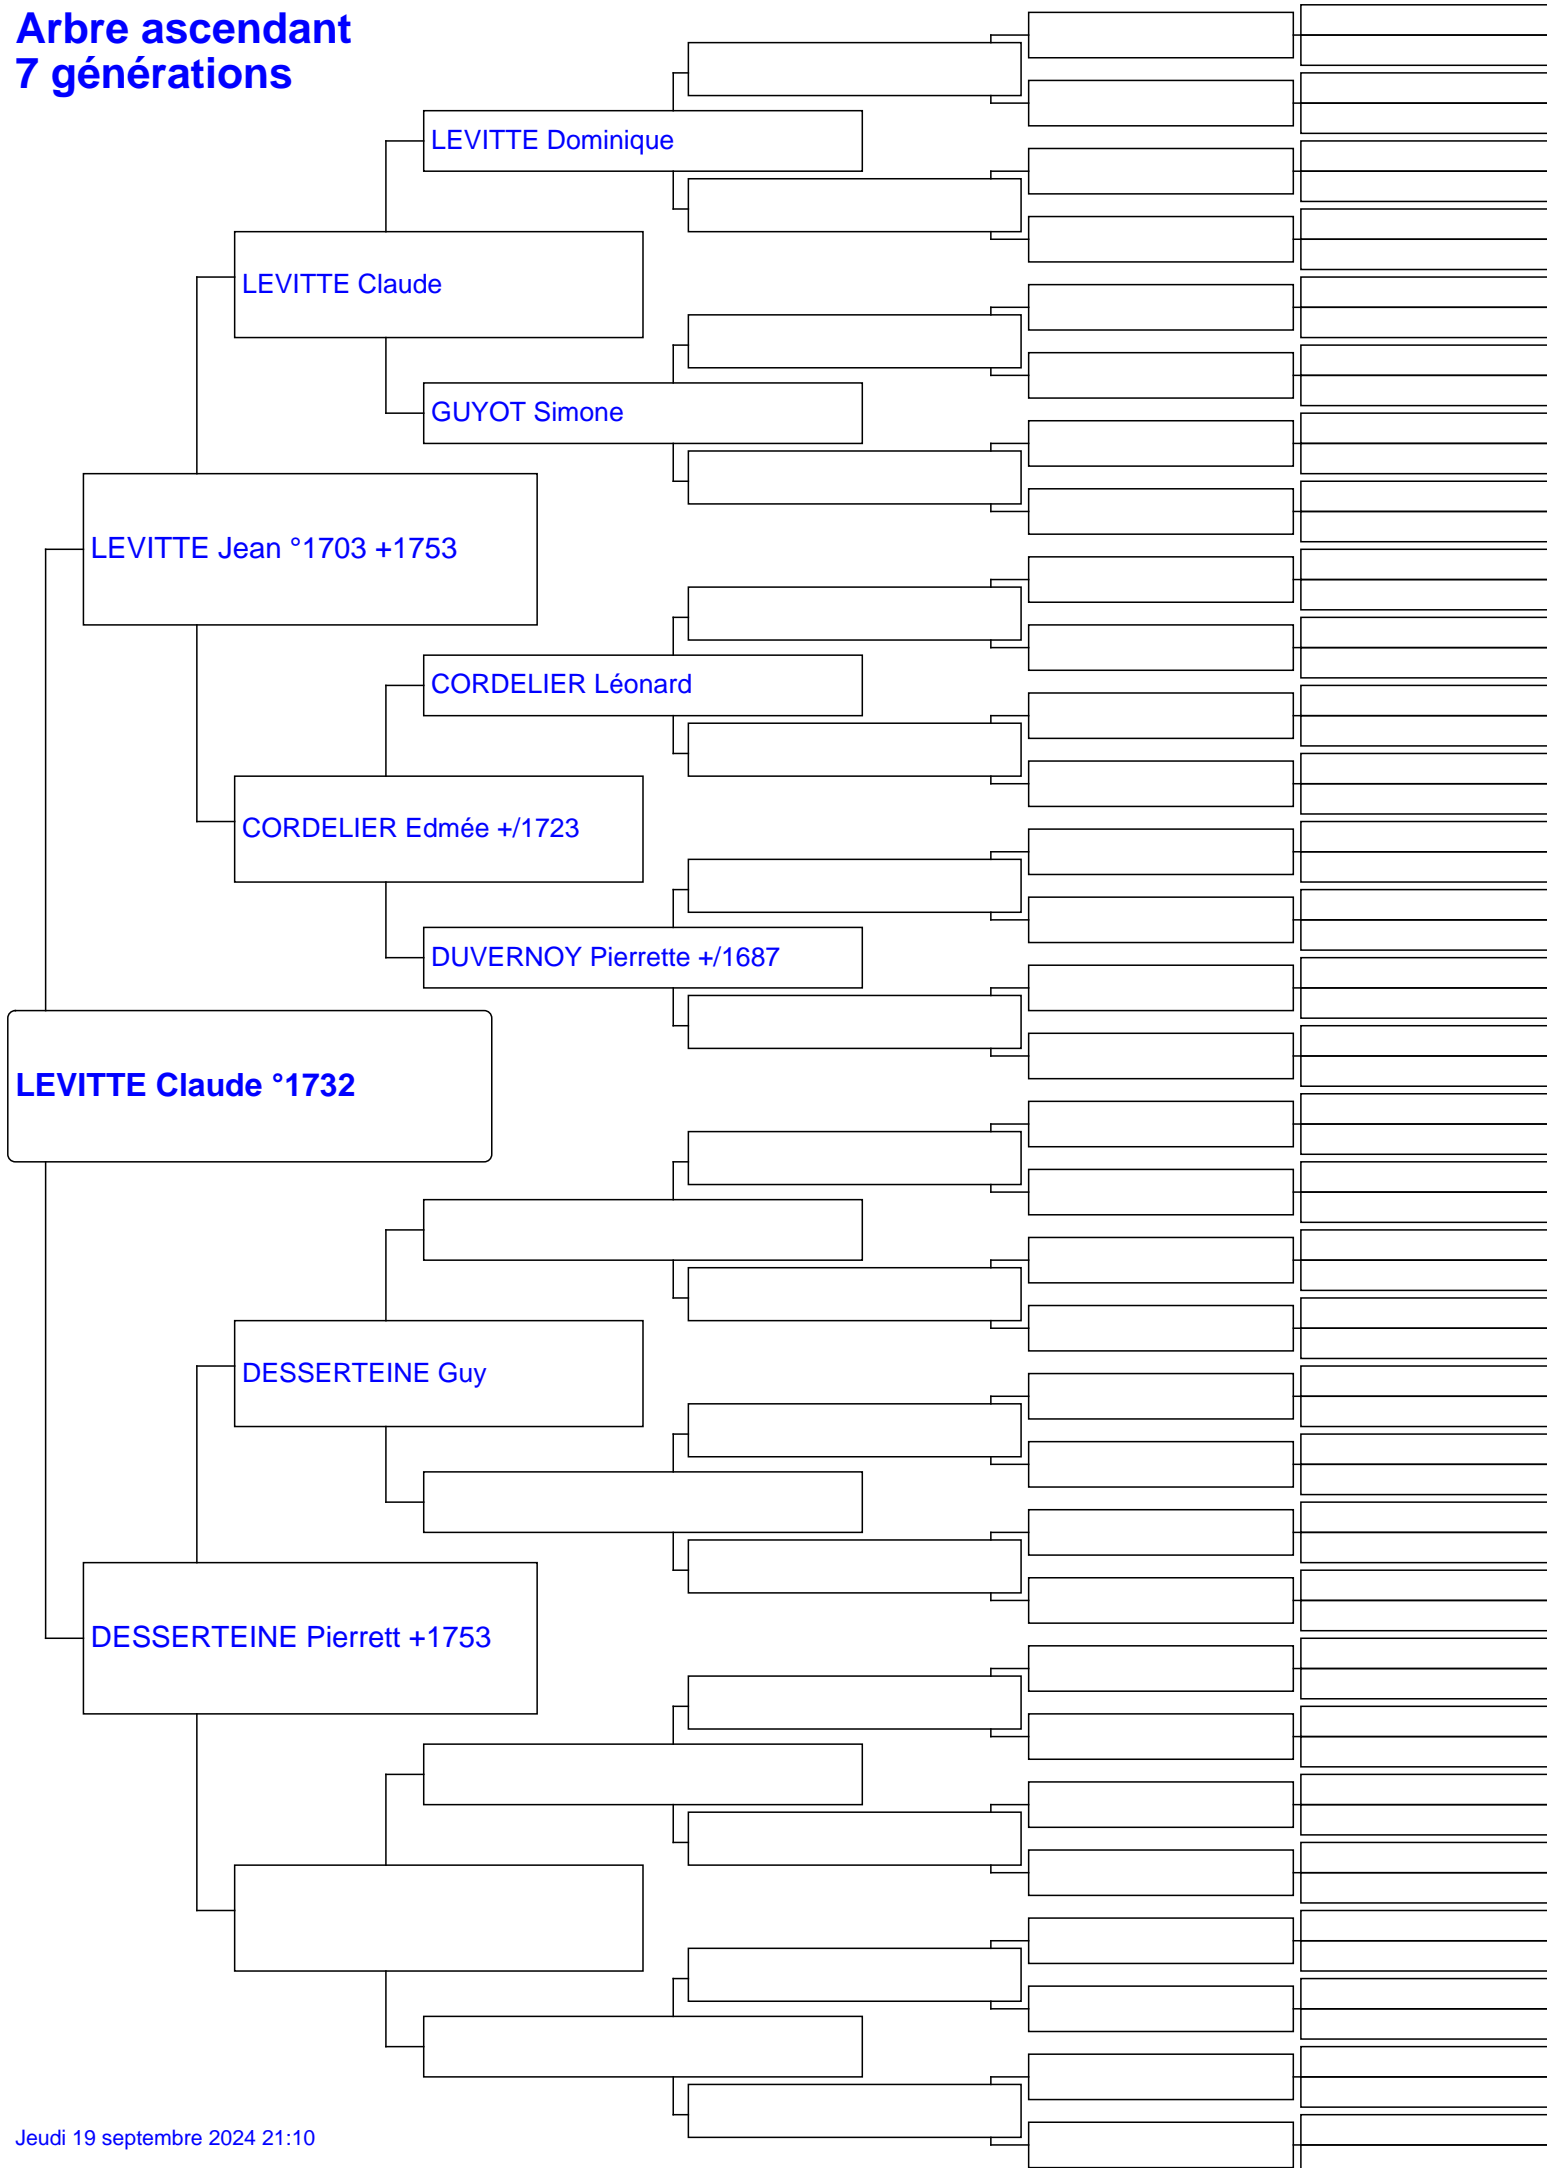 Arbre ascendant
7 générations
LEVITTE Dominique
LEVITTE Claude
GUYOT Simone
LEVITTE Jean °1703 +1753
CORDELIER Léonard
CORDELIER Edmée +/1723
DUVERNOY Pierrette +/1687
LEVITTE Claude °1732
DESSERTEINE Guy
DESSERTEINE Pierrett +1753
Jeudi 19 septembre 2024 21:10